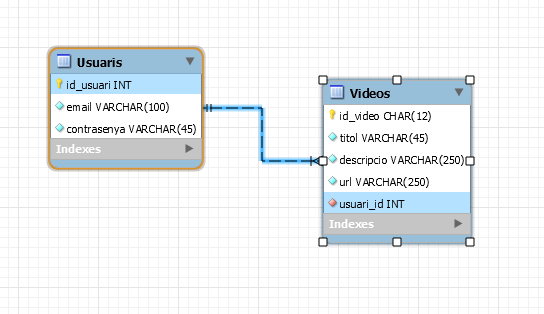 Usuaris
id_usuari INT
email VARCHAR(100)
contrasenya VARCHAR(45)
Indexes
Videos
id_video CHAR(12)
titol VARCHAR(45)
descripcio VARCHAR(250)
url VARCHAR(250)
usuari_id INT
Indexes